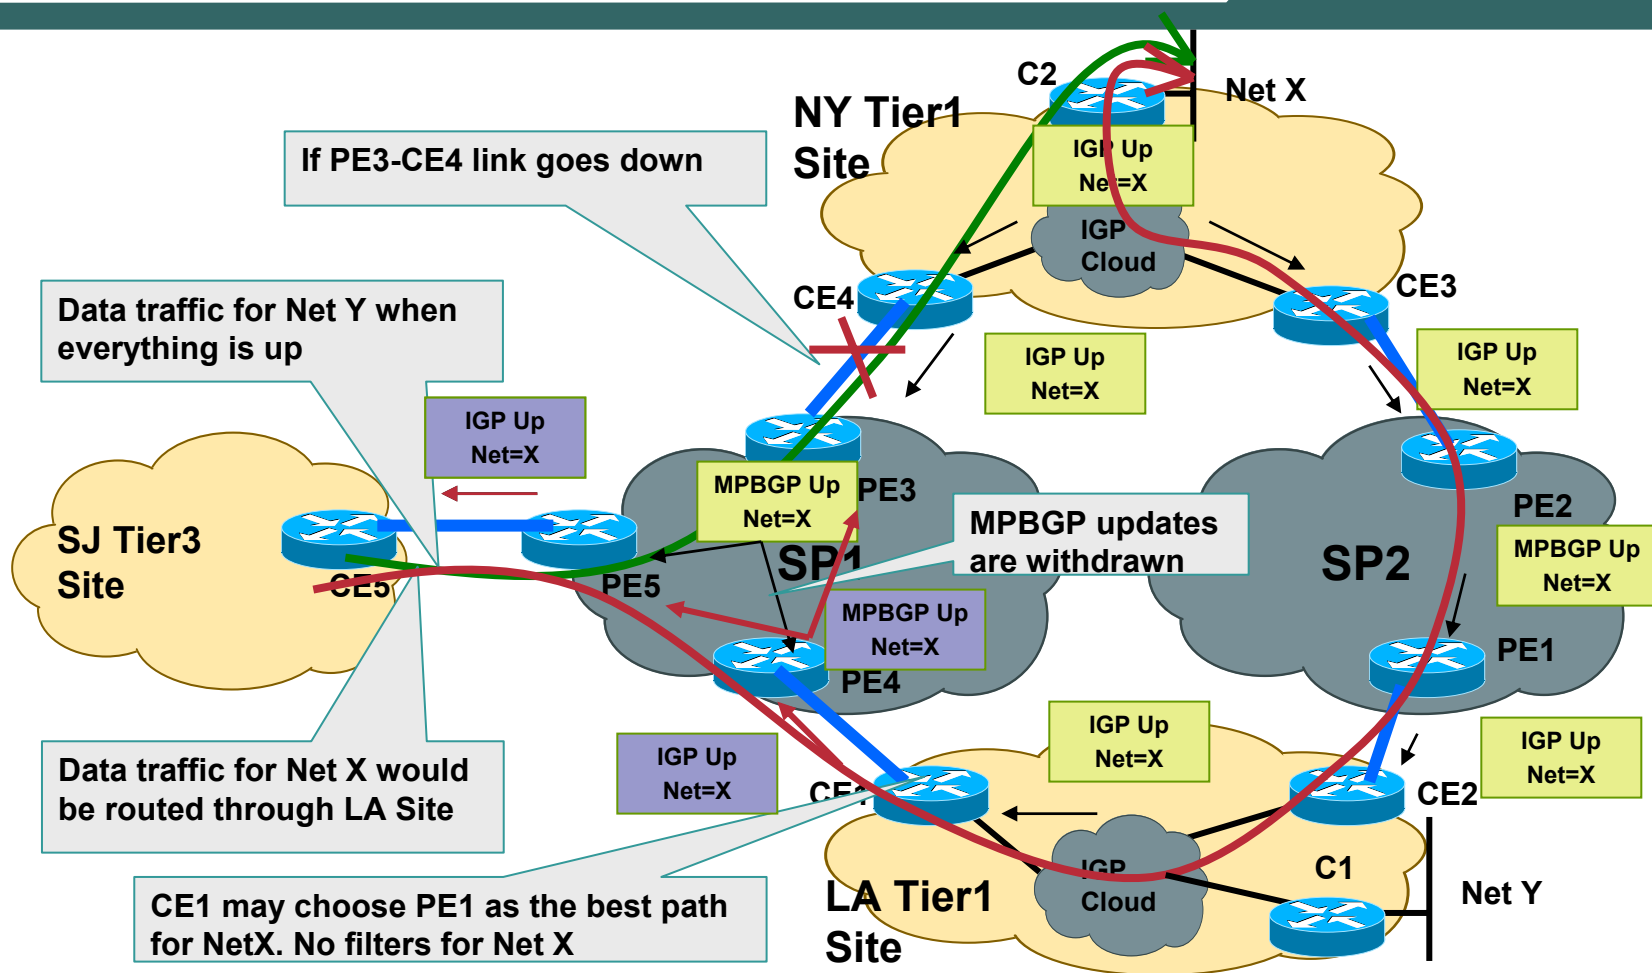 C2
Net X
NY Tier1
Site
If PE3-CE4 link goes down
IGP Up
Net=X
IGP
Cloud
CE4
CE3
Data traffic for Net Y when
everything is up
IGP Up
Net=X
IGP Up
Net=X
IGP Up
Net=X
MPBGP Up
Net=X
PE3
MPBGP updates
are withdrawn
PE2
SJ Tier3
Site
CE5
PE5
SP1
SP2
MPBGP Up
Net=X
MPBGP Up
Net=X
PE4
PE1
Data traffic for Net X would
be routed through LA Site
IGP Up
Net=X
IGP Up
Net=X
IGP Up
Net=X
CE1
CE2
CE1 may choose PE1 as the best path
for NetX. No filters for Net X
LA Tier1
Site
IGP
Cloud
C1
Net Y